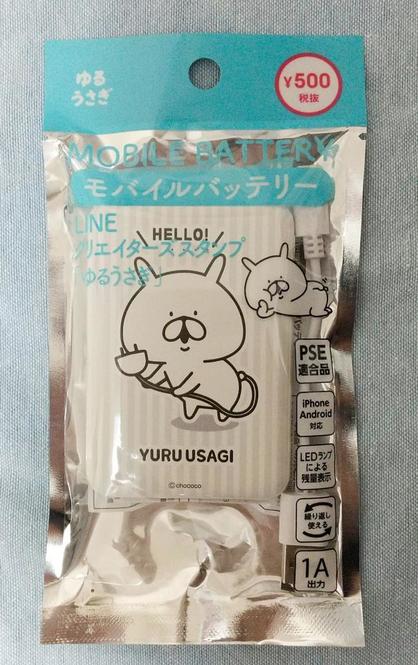 ゆる
うさぎ
¥500
税抜
MOBILE BATTERY
モバイルバッテリー
LINE
クリエイターズスタンプ
「ゆるうさぎ」
HELLO!
YURU USAGI
©chococo
PSE
適合品
iPhone
Android
対応
LEDランプ
による
残量表示
繰り返し
使える
1A
出力